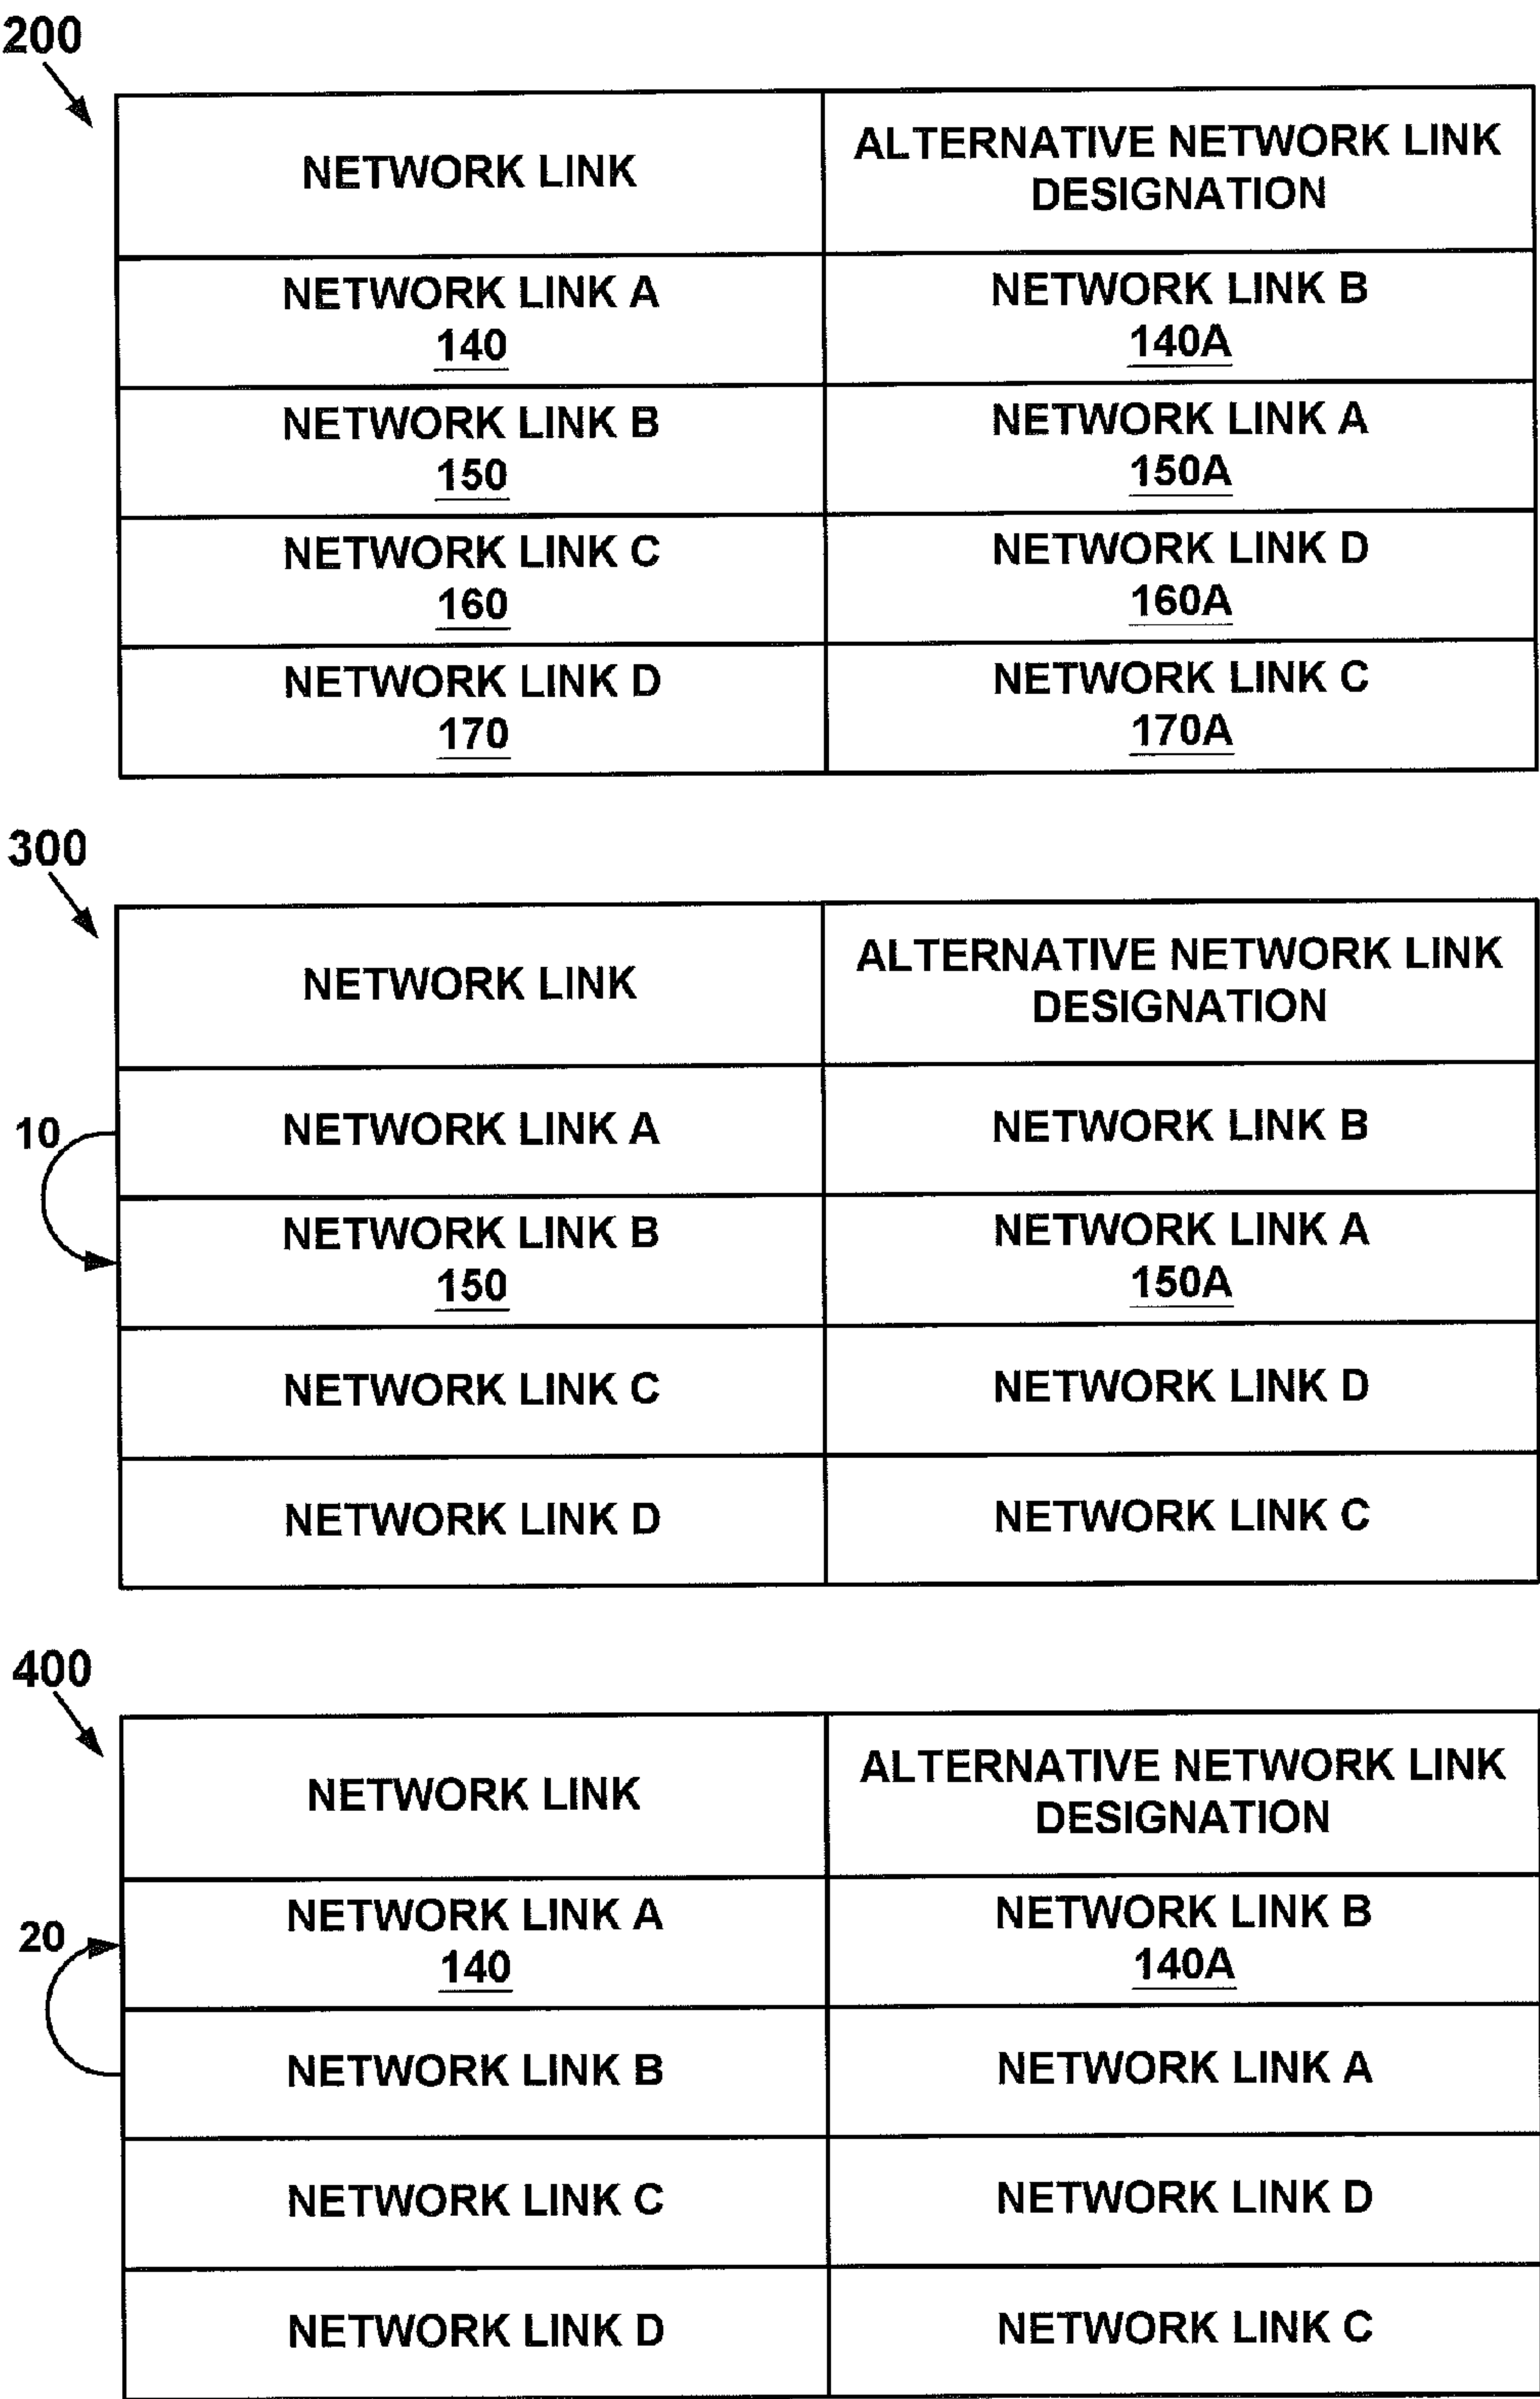 200
NETWORK LINK
ALTERNATIVE NETWORK LINK
DESIGNATION
NETWORK LINK A
140
NETWORK LINK B
140A
NETWORK LINK B
150
NETWORK LINK A
150A
NETWORK LINK C
160
NETWORK LINK D
160A
NETWORK LINK D
170
NETWORK LINK C
170A
300
NETWORK LINK
ALTERNATIVE NETWORK LINK
DESIGNATION
10
NETWORK LINK A
NETWORK LINK B
NETWORK LINK B
150
NETWORK LINK A
150A
NETWORK LINK C
NETWORK LINK D
NETWORK LINK D
NETWORK LINK C
400
NETWORK LINK
ALTERNATIVE NETWORK LINK
DESIGNATION
20
NETWORK LINK A
140
NETWORK LINK B
140A
NETWORK LINK B
NETWORK LINK A
NETWORK LINK C
NETWORK LINK D
NETWORK LINK D
NETWORK LINK C